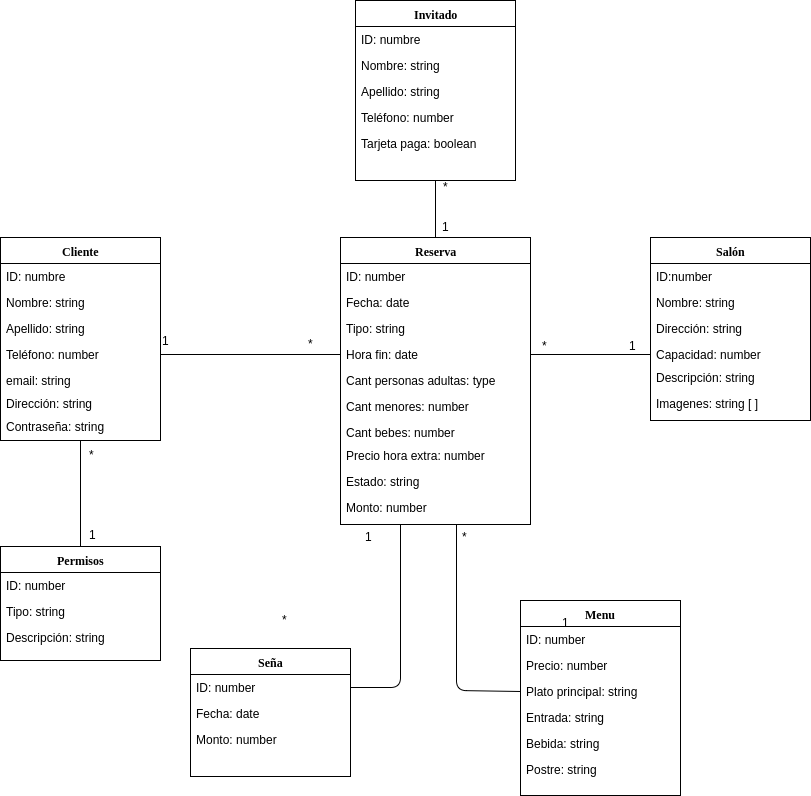 Invitado
ID: numbre
Nombre: string
Apellido: string
Teléfono: number
Tarjeta paga: boolean
*
1
Cliente
ID: numbre
Nombre: string
Apellido: string
Teléfono: number
email: string
Dirección: string
Contraseña: string
1
*
Reserva
ID: number
Fecha: date
Tipo: string
Hora fin: date
Cant personas adultas: type
Cant menores: number
Cant bebes: number
Precio hora extra: number
Estado: string
Monto: number
*
1
Salón
ID:number
Nombre: string
Dirección: string
Capacidad: number
Descripción: string
Imagenes: string [ ]
*
1
Permisos
ID: number
Tipo: string
Descripción: string
1
*
Seña
ID: number
Fecha: date
Monto: number
*
1
Menu
ID: number
Precio: number
Plato principal: string
Entrada: string
Bebida: string
Postre: string